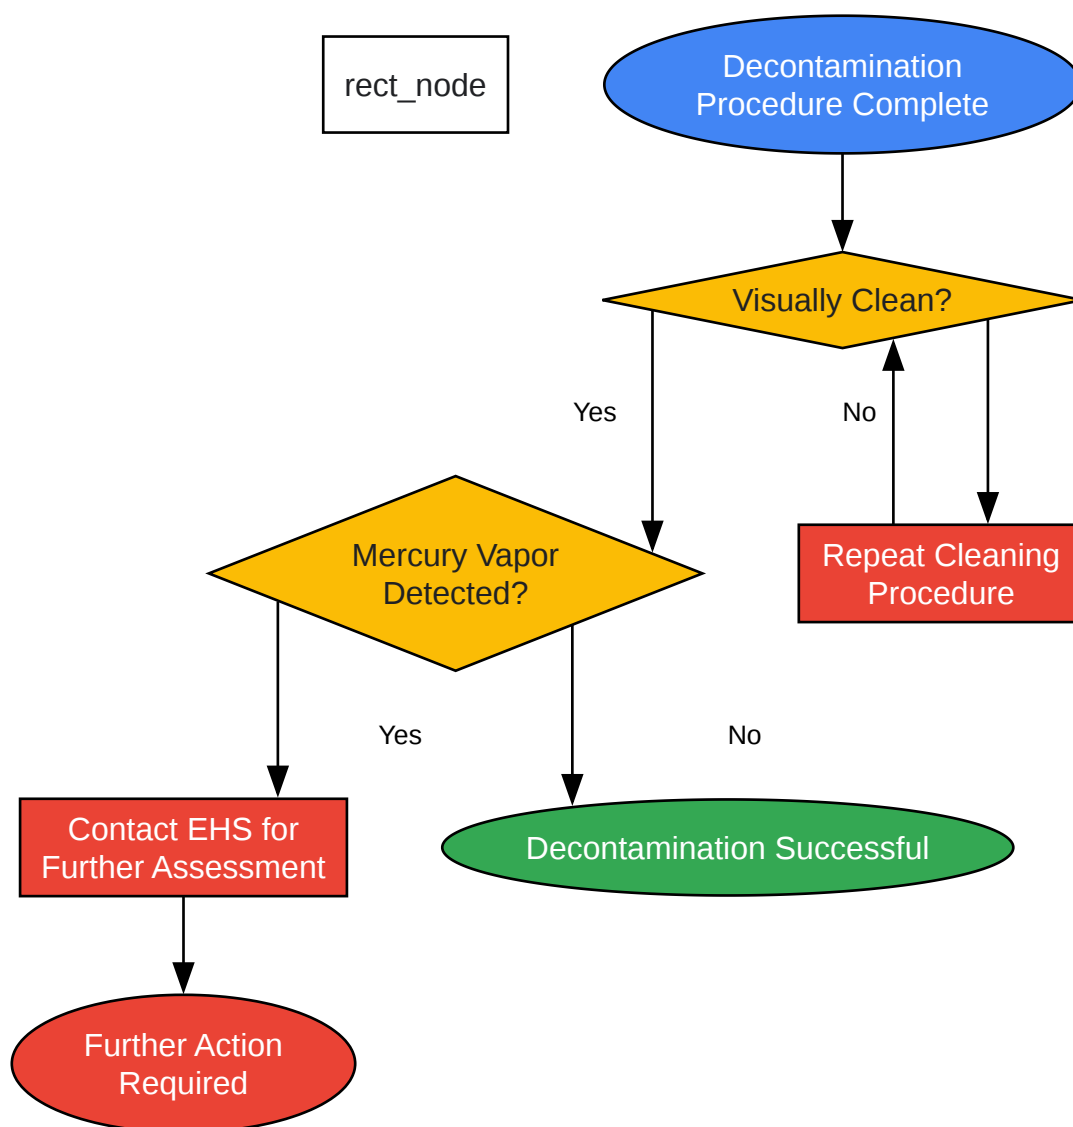 rect_node
Decontamination
Procedure Complete
Visually Clean?
Yes
No
Mercury Vapor
Detected?
Repeat Cleaning
Procedure
Yes
No
Contact EHS for
Further Assessment
Decontamination Successful
Further Action
Required